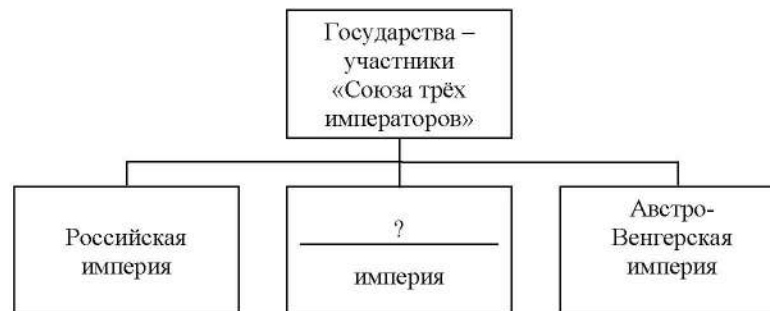 Государства –
участники
«Союза трёх
императоров»
Российская
империя
?
империя
Австро-
Венгерская
империя